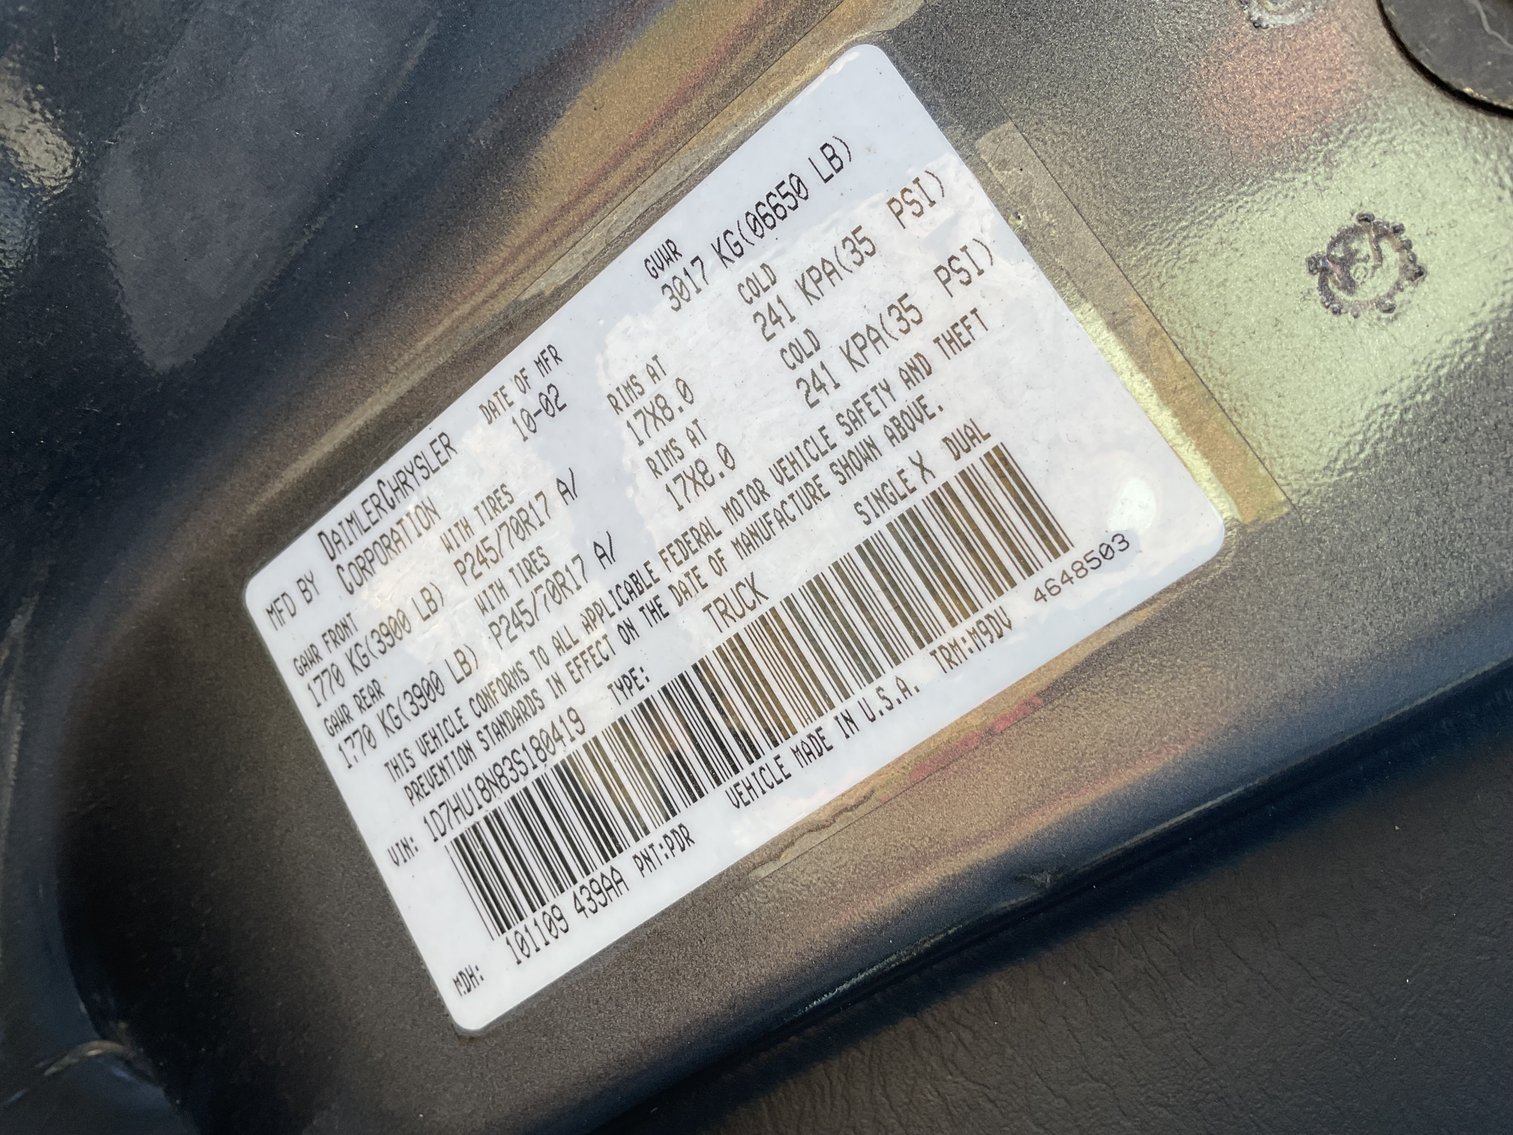 MFD BY DAIMLERCHRYSLER CORPORATION DATE OF MFR 10-02 GVWR 3017 KG(06650 LB)
GAWR FRONT WITH TIRES RIMS AT COLD
1770 KG(3900 LB) P245/70R17 A/ 17X8.0 241 KPA(35 PSI)
GAWR REAR WITH TIRES RIMS AT COLD
1770 KG(3900 LB) P245/70R17 A/ 17X8.0 241 KPA(35 PSI)
THIS VEHICLE CONFORMS TO ALL APPLICABLE FEDERAL MOTOR VEHICLE SAFETY AND THEFT
PREVENTION STANDARDS IN EFFECT ON THE DATE OF MANUFACTURE SHOWN ABOVE.
VIN: 1D7HU18N83S180419 TYPE: TRUCK SINGLE X DUAL
MDH: 101109 439AA PNT:PDR VEHICLE MADE IN U.S.A. TRM:M9DV 4648503